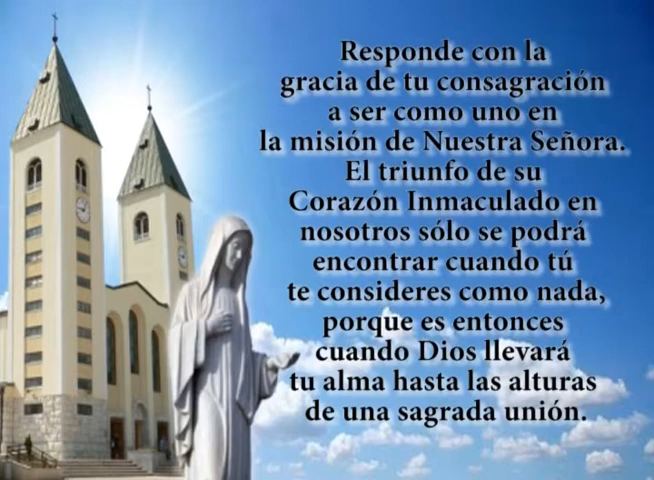 Responde con la
gracia de tu consagración
a ser como uno en
la misión de Nuestra Señora.
El triunfo de su
Corazón Inmaculado en
nosotros sólo se podrá
encontrar cuando tú
te consideres como nada,
porque es entonces
cuando Dios llevará
tu alma hasta las alturas
de una sagrada unión.